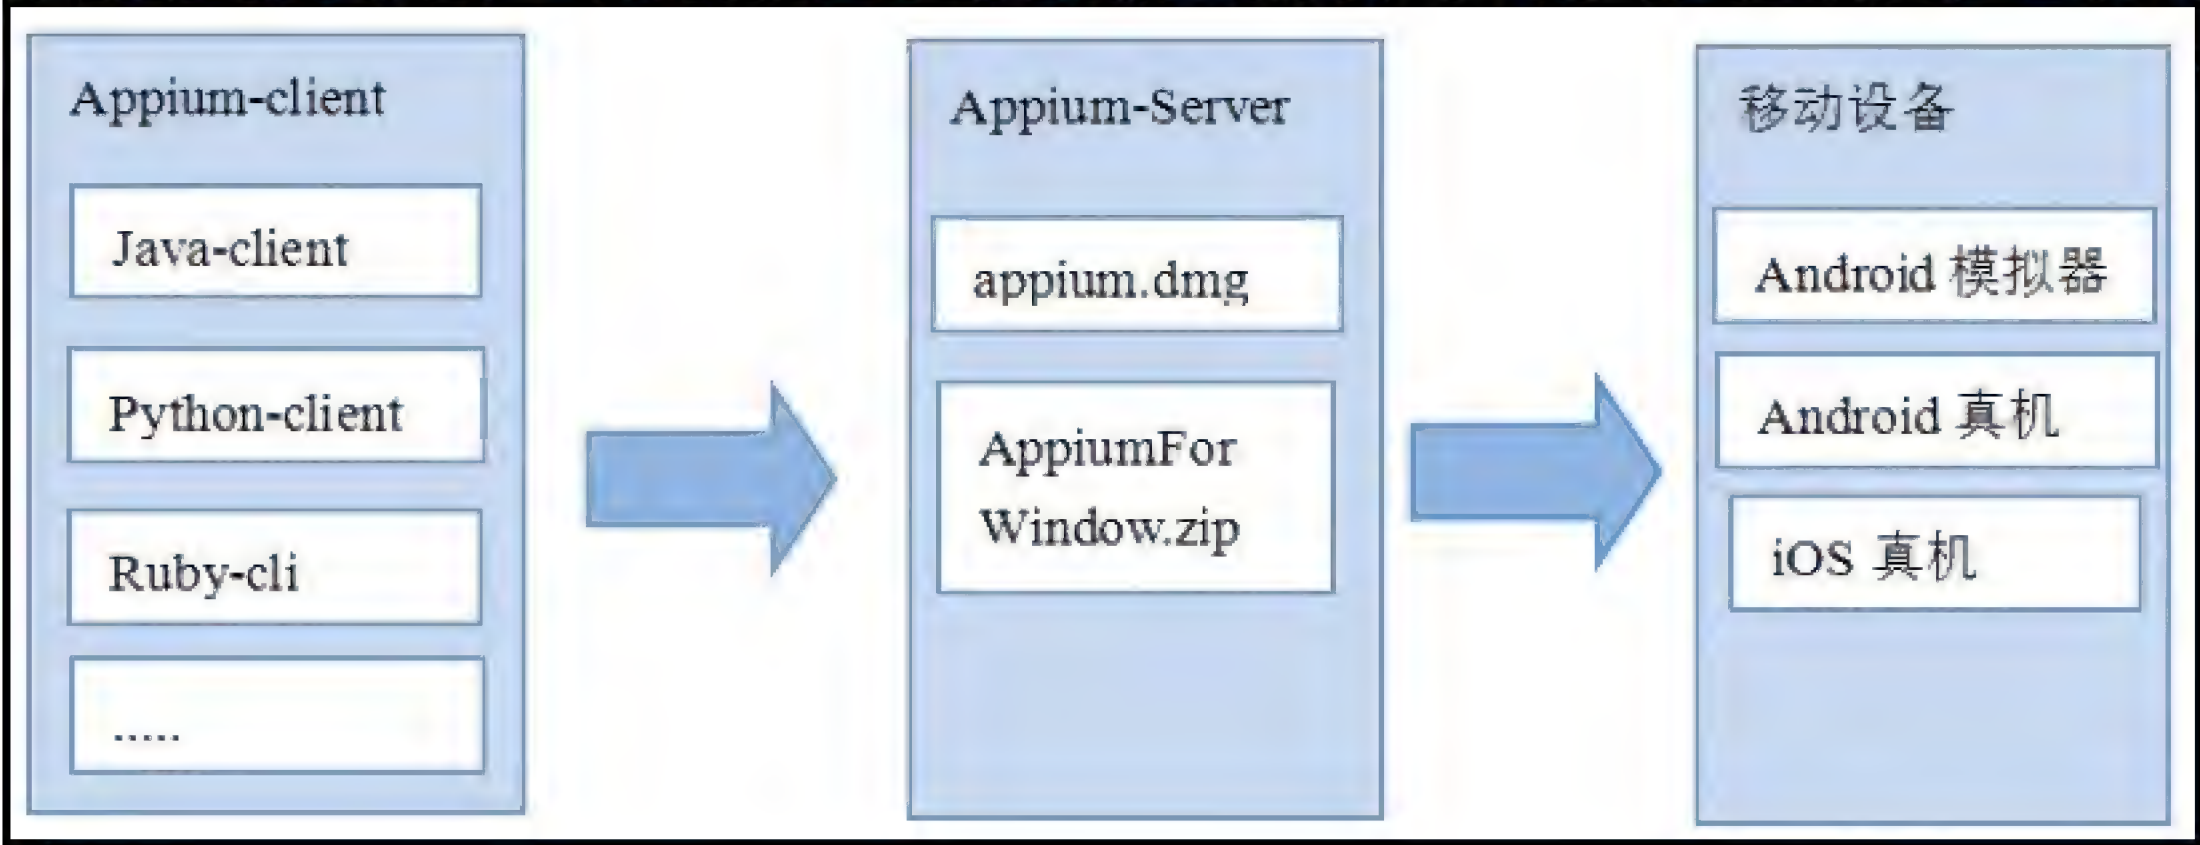 Appium-client
Java-client
Python-client
Ruby-cli
.....
Appium-Server
appium.dmg
AppiumFor
Window.zip
移动设备
Android 模拟器
Android 真机
iOS 真机